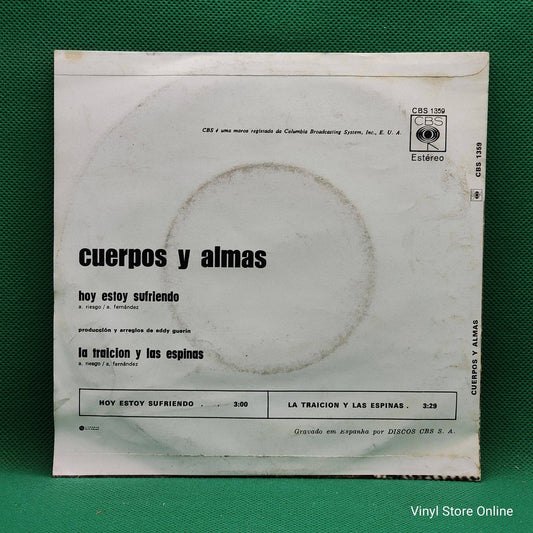 CBS 1359
CBS
Estéreo
CBS é uma marca registada da Columbia Broadcasting System, Inc., E. U. A.
CBS 1359
CUERPOS Y ALMAS
cuerpos y almas
hoy estoy sufriendo
a. riesgo / a. fernández
producción y arreglos de eddy guerin
la traicion y las espinas
a. riesgo / a. fernández
HOY ESTOY SUFRIENDO . . 3:00
LA TRAICION Y LAS ESPINAS . 3:29
Gravado em Espanha por DISCOS CBS S. A.
Vinyl Store Online